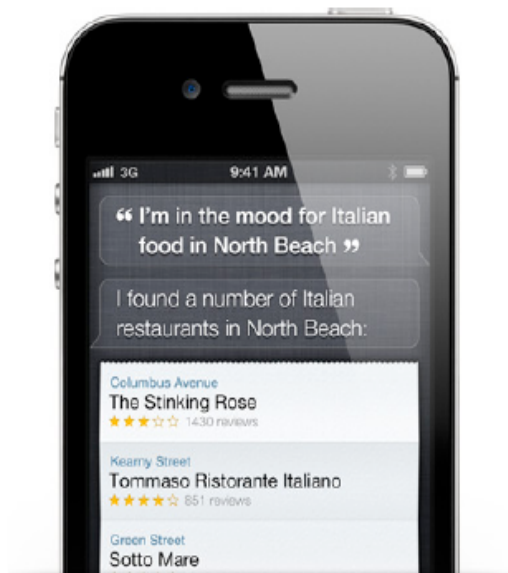 3G 9:41 AM
“ I'm in the mood for Italian
food in North Beach ”
I found a number of Italian
restaurants in North Beach:
Columbus Avenue
The Stinking Rose
1430 reviews
Kearny Street
Tommaso Ristorante Italiano
851 reviews
Green Street
Sotto Mare